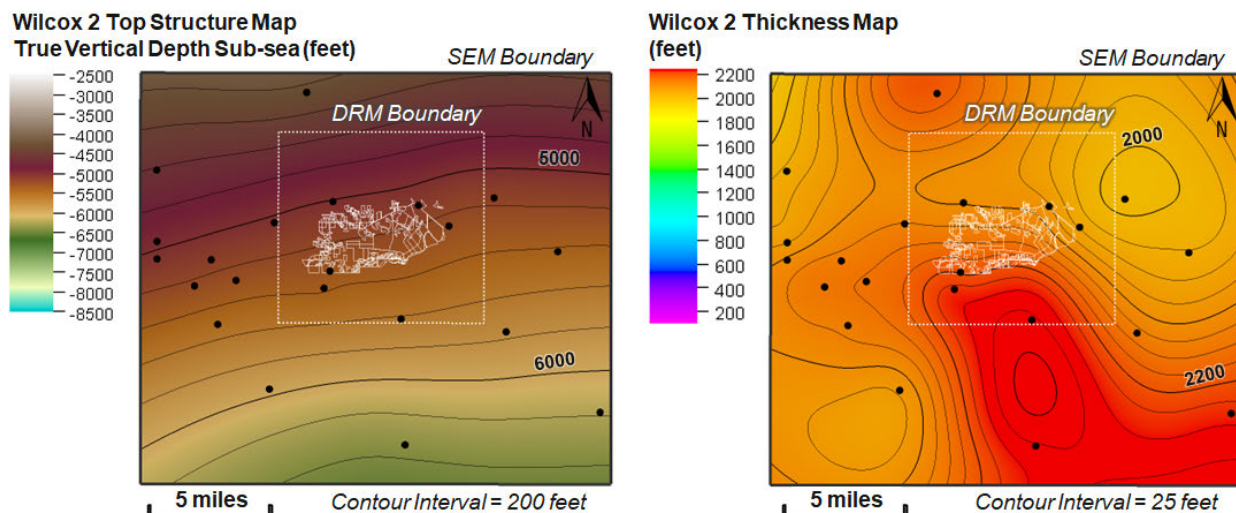 Wilcox 2 Top Structure Map
True Vertical Depth Sub-sea (feet)
SEM Boundary
-2500
-3000
-3500
-4000
-4500
-5000
-5500
-6000
-6500
-7000
-7500
-8000
-8500
DRM Boundary
N
5000
6000
5 miles
Contour Interval = 200 feet
Wilcox 2 Thickness Map
(feet)
SEM Boundary
2200
2000
1800
1600
1400
1200
1000
800
600
400
200
DRM Boundary
N
2000
2200
5 miles
Contour Interval = 25 feet